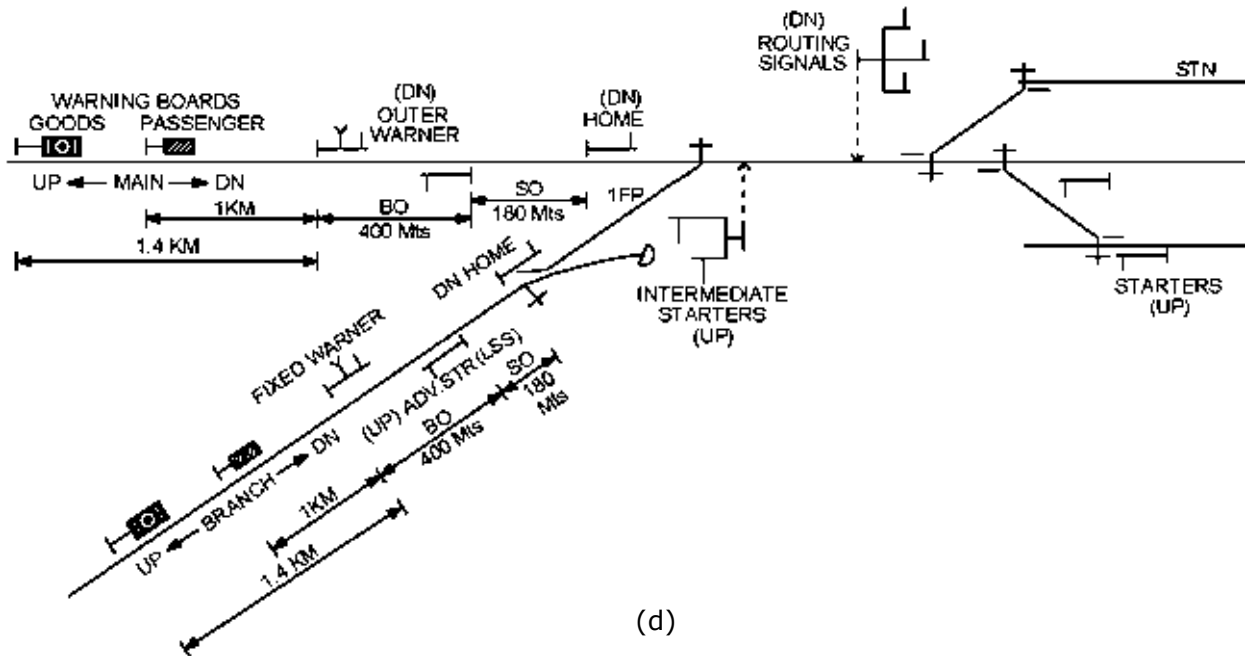 (DN)
ROUTING
SIGNALS
STN
WARNING BOARDS
GOODS PASSENGER
(DN)
OUTER
WARNER
(DN)
HOME
Y
UP MAIN DN
1KM
BO
400 Mts
SO
180 Mts
1FP
1.4 KM
DN HOME
INTERMEDIATE
STARTERS
(UP)
STARTERS
(UP)
FIXED WARNER
Y
(UP) ADV.STR(LSS)
SO
180
Mts
BO
400 Mts
UP BRANCH DN
1KM
1.4 KM
(d)